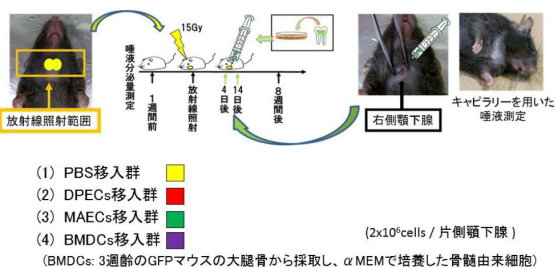 15Gy
唾液分泌量測定
1週間前
放射線照射
4日後
14日後
8週間後
放射線照射範囲
右側顎下腺
キャピラリーを用いた
唾液測定
(1) PBS移入群
(2) DPECs移入群
(3) MAECs移入群
(4) BMDCs移入群
(2x10⁶cells / 片側顎下腺 )
(BMDCs: 3週齢のGFPマウスの大腿骨から採取し、αMEMで培養した骨髄由来細胞)